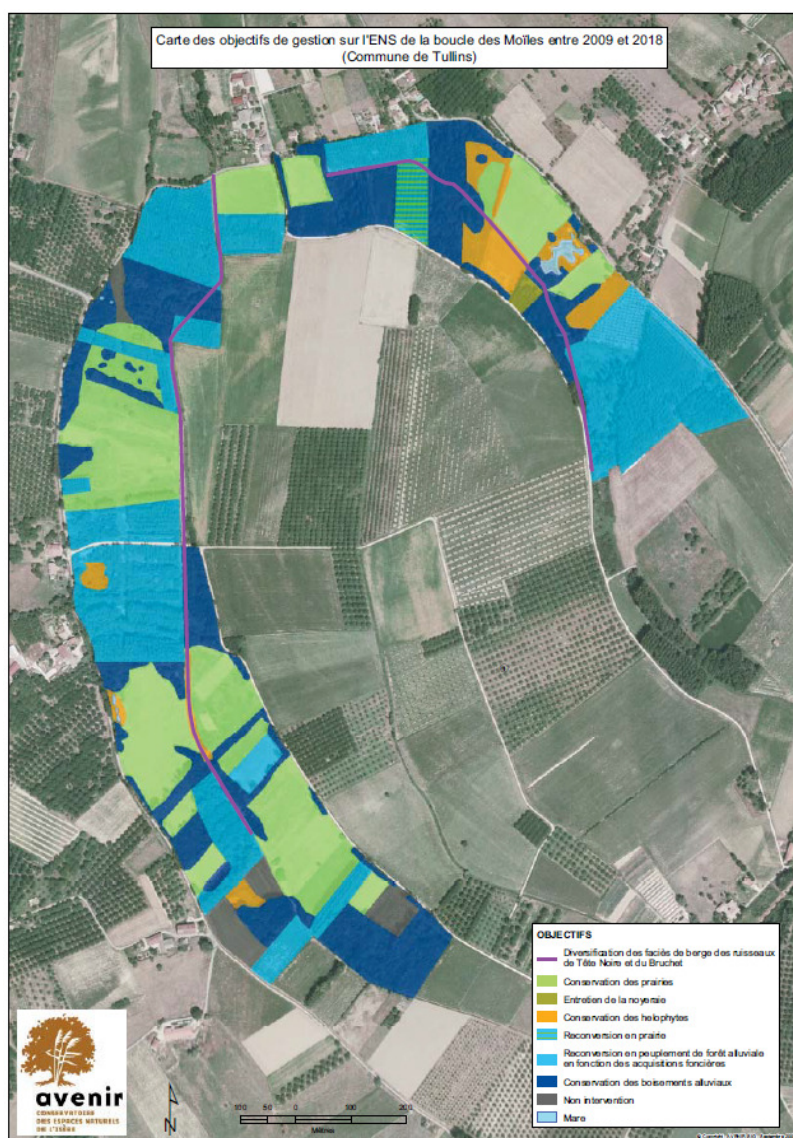 Carte des objectifs de gestion sur l'ENS de la boucle des Moïles entre 2009 et 2018
(Commune de Tullins)
OBJECTIFS
Diversification des faciès de berge des ruisseaux
de Tête Noire et du Bruchet
Conservation des prairies
Entretien de la noyeraie
Conservation des helophytes
Reconversion en prairie
Reconversion en peuplement de forêt alluviale
en fonction des acquisitions foncières
Conservation des boisements alluviaux
Non intervention
Mare
avenir
CONSERVATOIRE
DES ESPACES NATURELS
DE L'ISÈRE
N
100 50 0 100 200
Mètres